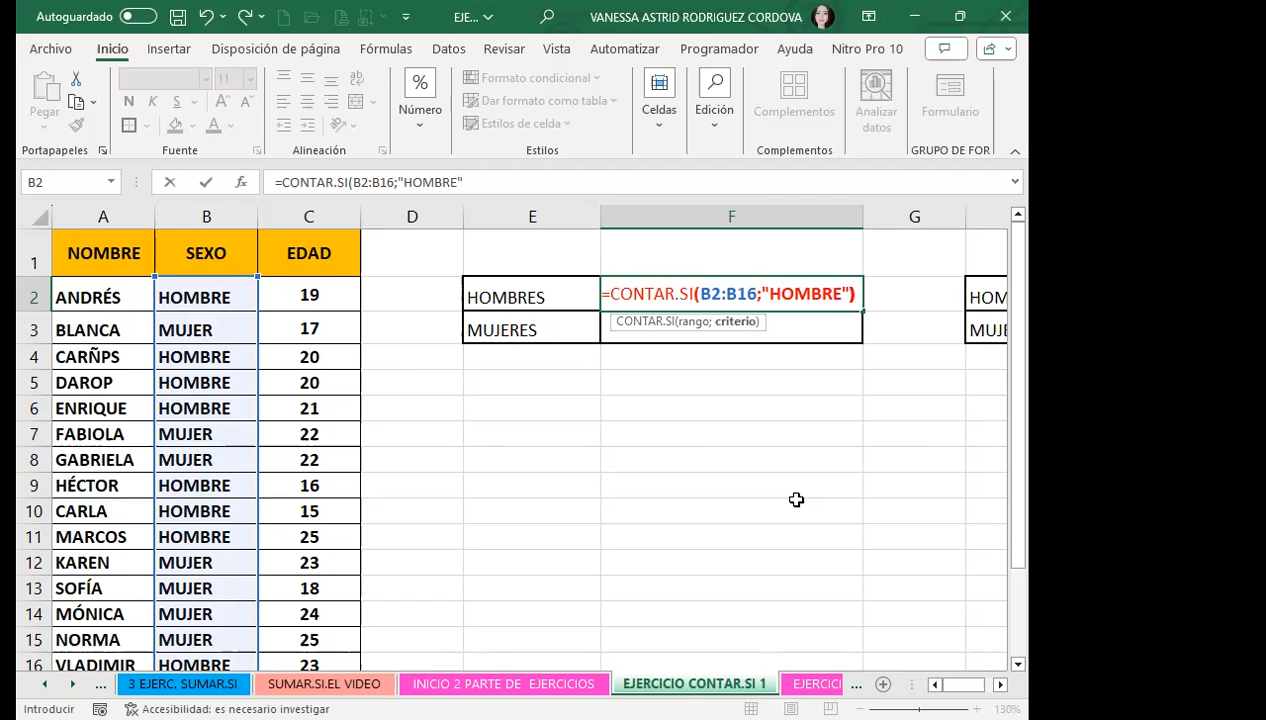 Autoguardado
EJE...
VANESSA ASTRID RODRIGUEZ CORDOVA
Archivo Inicio Insertar Disposición de página Fórmulas Datos Revisar Vista Automatizar Programador Ayuda Nitro Pro 10
Pegar
11
N K S A A
A
ab
%
Número
Formato condicional
Dar formato como tabla
Estilos de celda
Celdas
Edición
Complementos
Analizar
datos
Formulario
Portapapeles Fuente Alineación Estilos Complementos GRUPO DE FOR
B2 fx =CONTAR.SI(B2:B16;"HOMBRE"
A B C D E F G
1 NOMBRE SEXO EDAD
2 ANDRÉS HOMBRE 19 HOMBRES =CONTAR.SI(B2:B16;"HOMBRE") HOM
3 BLANCA MUJER 17 MUJERES CONTAR.SI(rango; criterio) MUJE
4 CARÑPS HOMBRE 20
5 DAROP HOMBRE 20
6 ENRIQUE HOMBRE 21
7 FABIOLA MUJER 22
8 GABRIELA MUJER 22
9 HÉCTOR HOMBRE 16
10 CARLA HOMBRE 15
11 MARCOS HOMBRE 25
12 KAREN MUJER 23
13 SOFÍA MUJER 18
14 MÓNICA MUJER 24
15 NORMA MUJER 25
16 VLADIMIR HOMBRE 23
... 3 EJERC. SUMAR.SI SUMAR.SI.EL VIDEO INICIO 2 PARTE DE EJERCICIOS EJERCICIO CONTAR.SI 1 EJERCICI ...
Introducir Accesibilidad: es necesario investigar 130%